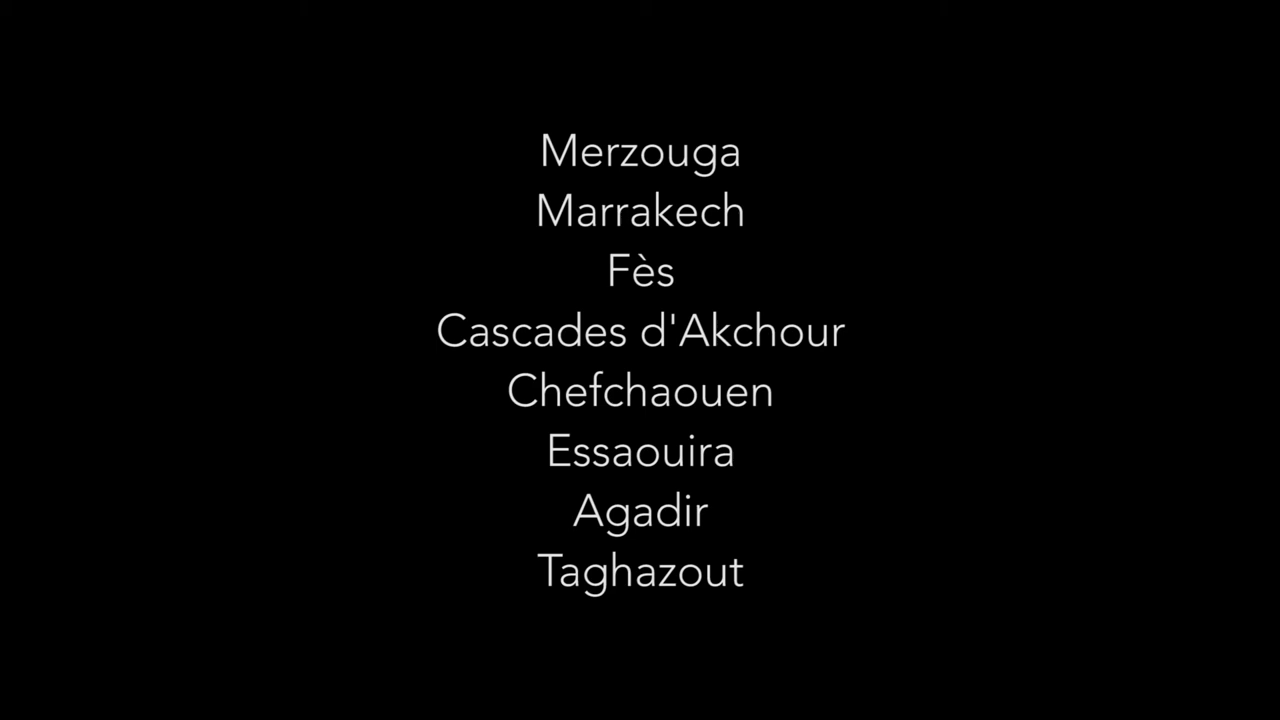 Merzouga
Marrakech
Fès
Cascades d'Akchour
Chefchaouen
Essaouira
Agadir
Taghazout